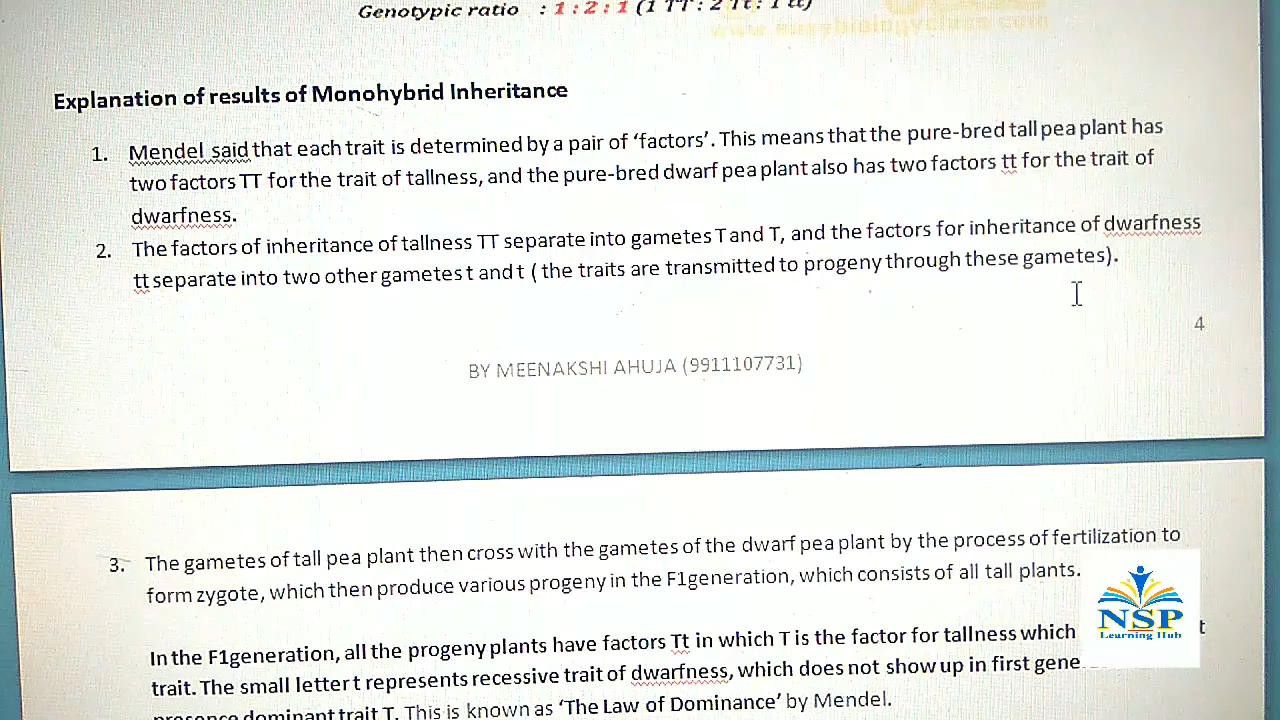 Genotypic ratio : 1 : 2 : 1 (1 TT : 2 Tt : 1 tt)
Explanation of results of Monohybrid Inheritance
1. Mendel said that each trait is determined by a pair of ‘factors’. This means that the pure-bred tall pea plant has
two factors TT for the trait of tallness, and the pure-bred dwarf pea plant also has two factors tt for the trait of
dwarfness.
2. The factors of inheritance of tallness TT separate into gametes T and T, and the factors for inheritance of dwarfness
tt separate into two other gametes t and t ( the traits are transmitted to progeny through these gametes).
4
BY MEENAKSHI AHUJA (9911107731)
3. The gametes of tall pea plant then cross with the gametes of the dwarf pea plant by the process of fertilization to
form zygote, which then produce various progeny in the F1generation, which consists of all tall plants.
NSP
Learning Hub
In the F1generation, all the progeny plants have factors Tt in which T is the factor for tallness which t
trait. The small letter t represents recessive trait of dwarfness, which does not show up in first gene
presence dominant trait T. This is known as ‘The Law of Dominance’ by Mendel.